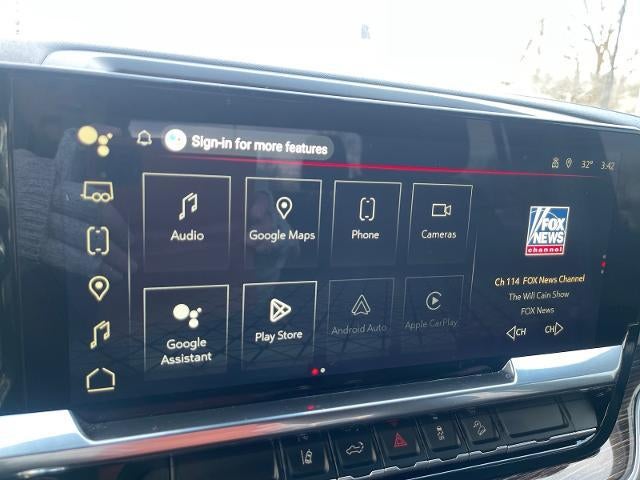 Sign-in for more features
32° 3:42
Audio
Google Maps
Phone
Cameras
Google
Assistant
Play Store
Android Auto
Apple CarPlay
FOX
NEWS
channel
Ch 114 FOX News Channel
The Will Cain Show
FOX News
CH CH